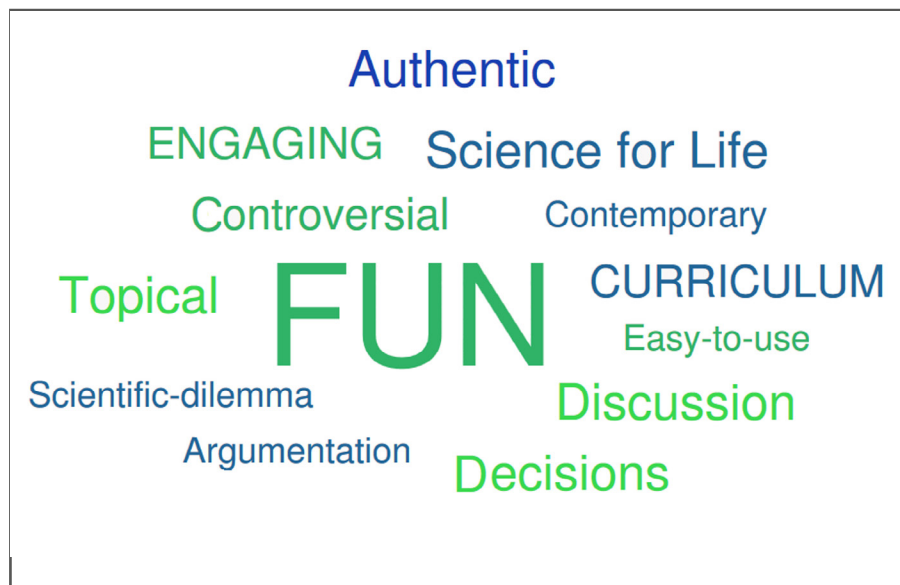 Authentic
ENGAGING
Science for Life
Controversial
Contemporary
Topical
FUN
CURRICULUM
Easy-to-use
Scientific-dilemma
Discussion
Argumentation
Decisions